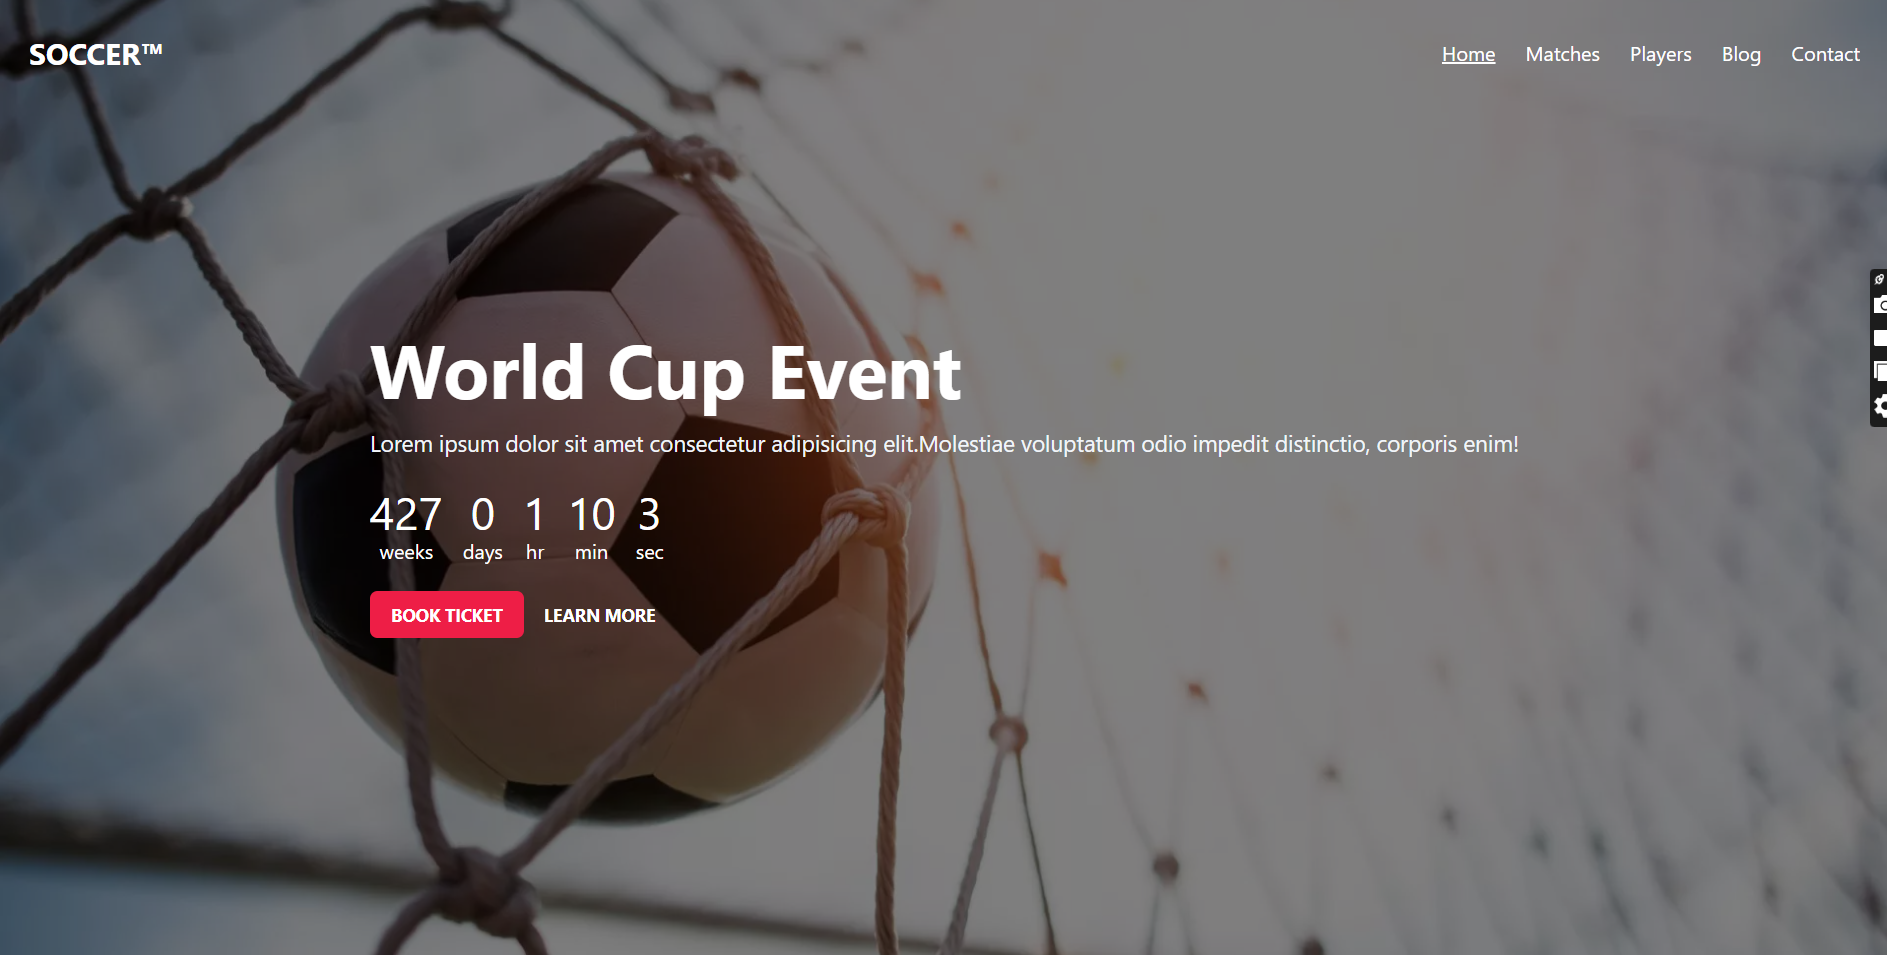 SOCCER™
Home Matches Players Blog Contact
World Cup Event
Lorem ipsum dolor sit amet consectetur adipisicing elit.Molestiae voluptatum odio impedit distinctio, corporis enim!
427 0 1 10 3
weeks days hr min sec
BOOK TICKET LEARN MORE